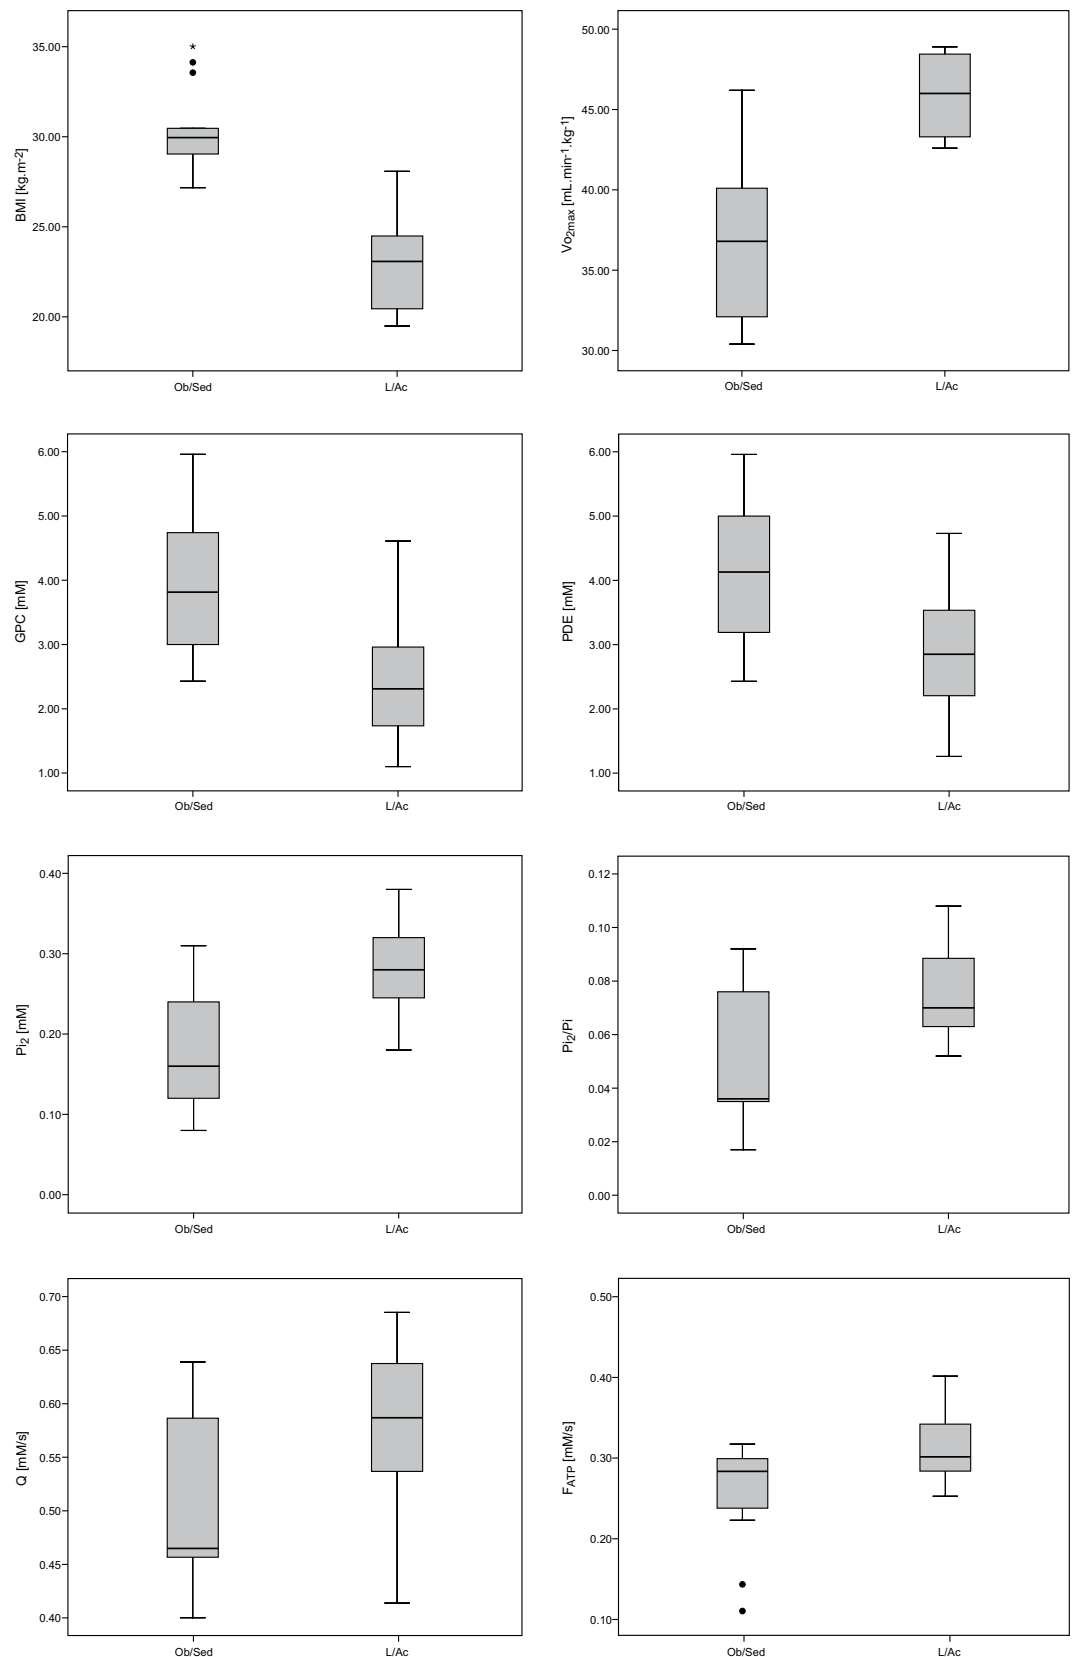 BMI [kg.m-2]
35.00
*
30.00
25.00
20.00
Ob/Sed L/Ac
Vo2max [mL.min-1.kg-1]
50.00
45.00
40.00
35.00
30.00
Ob/Sed L/Ac
GPC [mM]
6.00
5.00
4.00
3.00
2.00
1.00
Ob/Sed L/Ac
PDE [mM]
6.00
5.00
4.00
3.00
2.00
1.00
Ob/Sed L/Ac
Pi2 [mM]
0.40
0.30
0.20
0.10
0.00
Ob/Sed L/Ac
Pi2/Pi
0.12
0.10
0.08
0.06
0.04
0.02
0.00
Ob/Sed L/Ac
Q [mM/s]
0.70
0.65
0.60
0.55
0.50
0.45
0.40
Ob/Sed L/Ac
FATP [mM/s]
0.50
0.40
0.30
0.20
0.10
Ob/Sed L/Ac